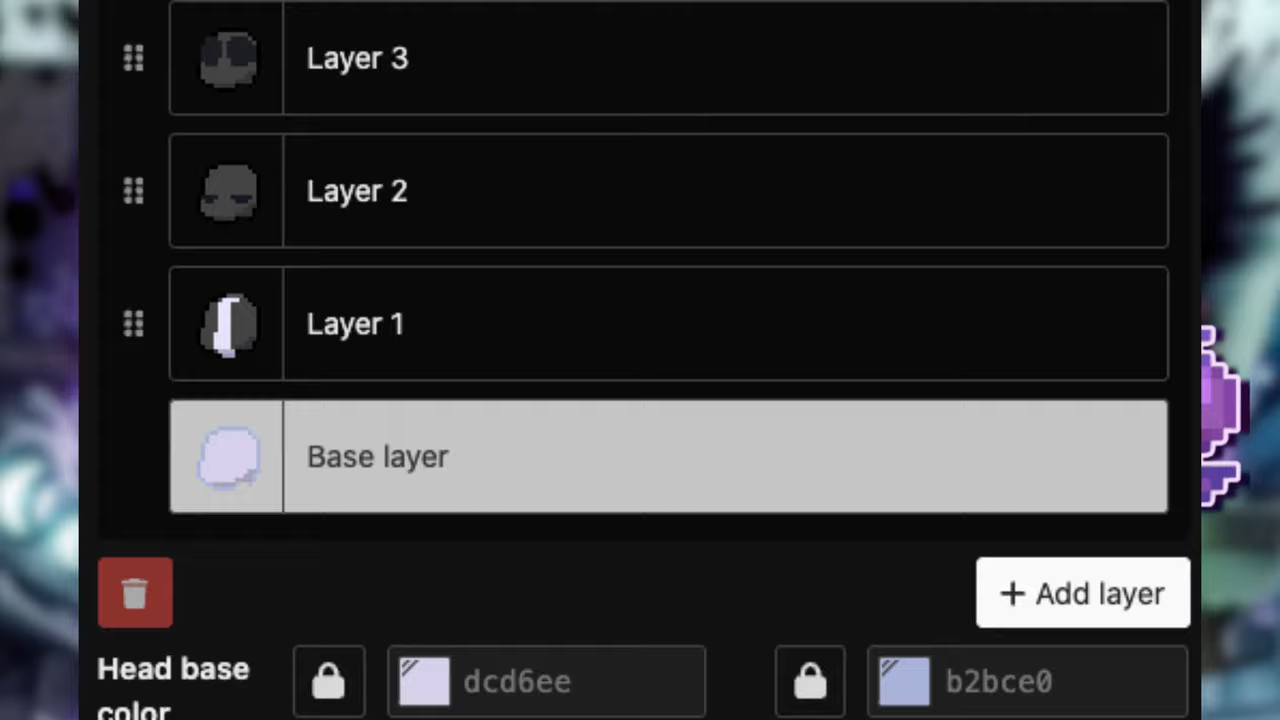 Layer 3
Layer 2
Layer 1
Base layer
+ Add layer
Head base
color
dcd6ee
b2bce0